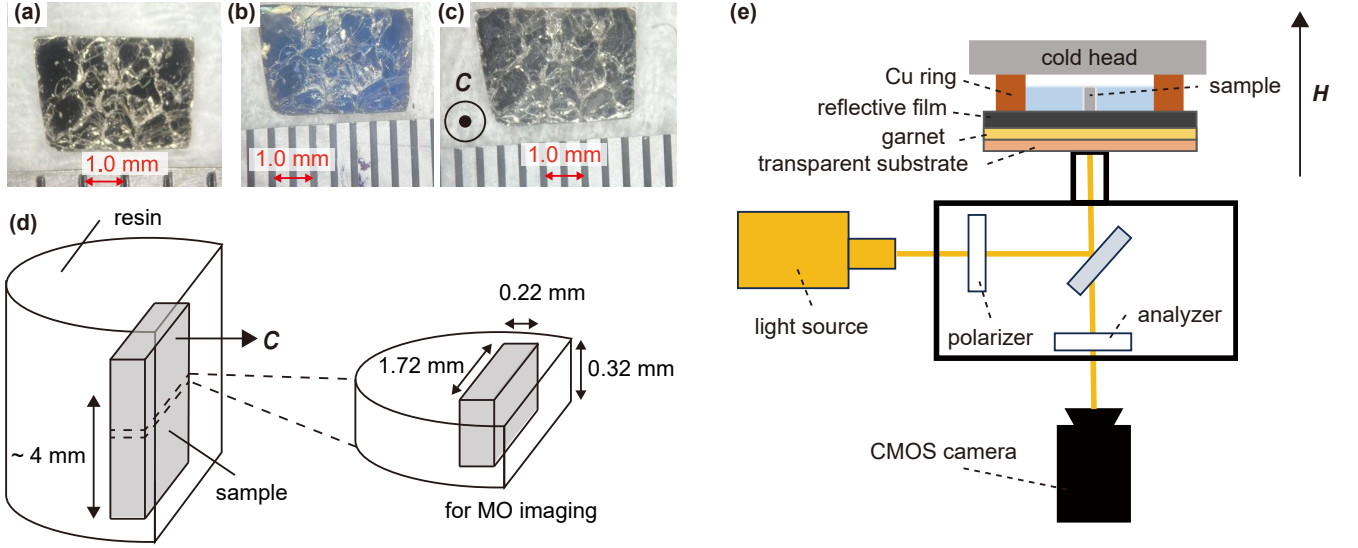 (a)
1.0 mm
(b)
1.0 mm
(c)
C
1.0 mm
(d)
resin
C
~ 4 mm
sample
0.22 mm
1.72 mm
0.32 mm
for MO imaging
(e)
cold head
Cu ring
sample
reflective film
garnet
transparent substrate
H
light source
polarizer
analyzer
CMOS camera